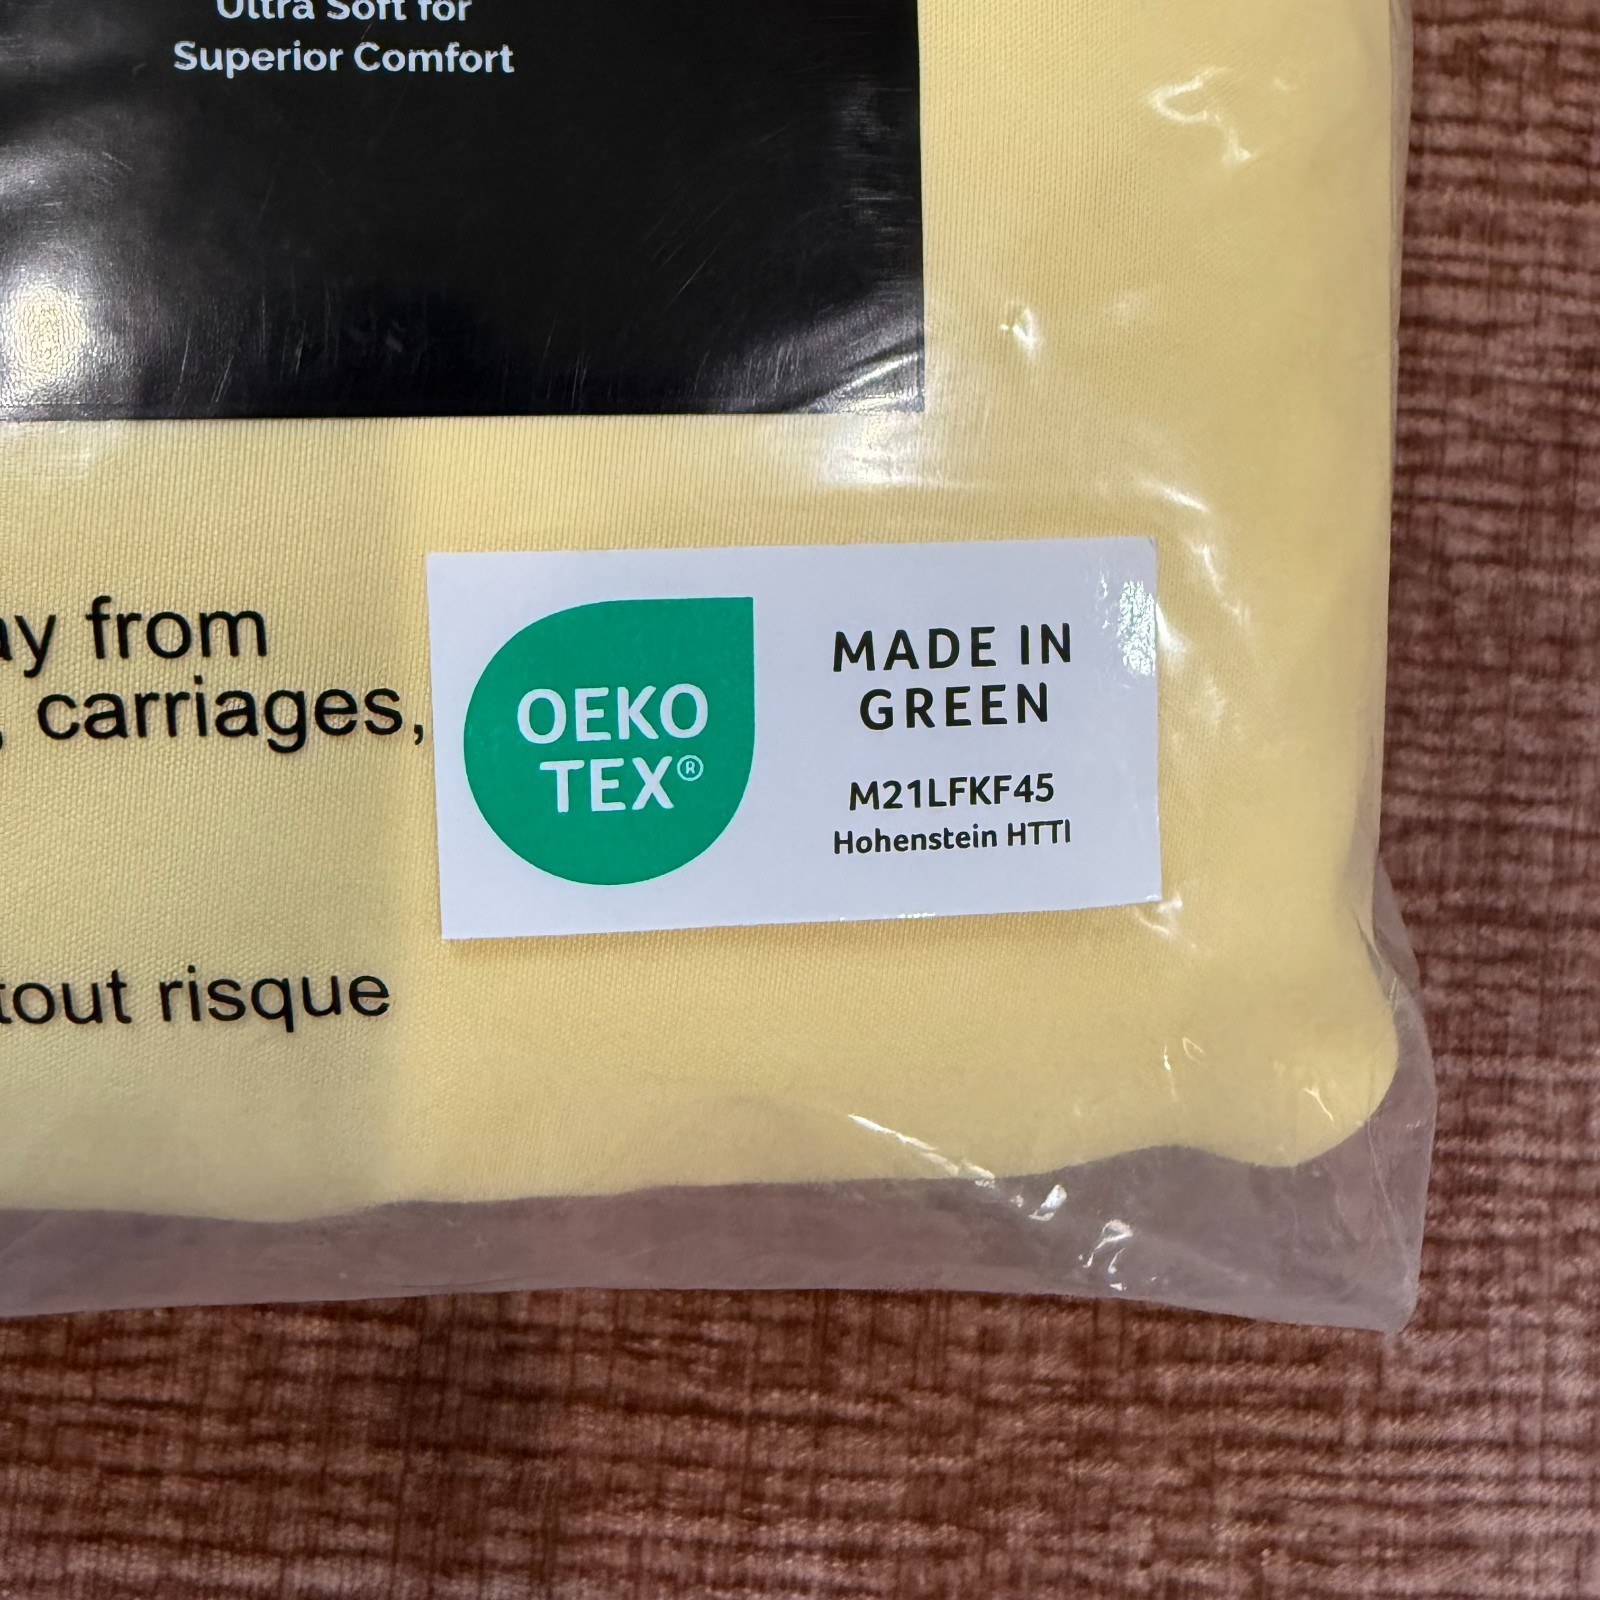 Ultra Soft for
Superior Comfort
from
carriages,
tout risque
OEKO
TEX®
MADE IN
GREEN
M21LFKF45
Hohenstein HTTI